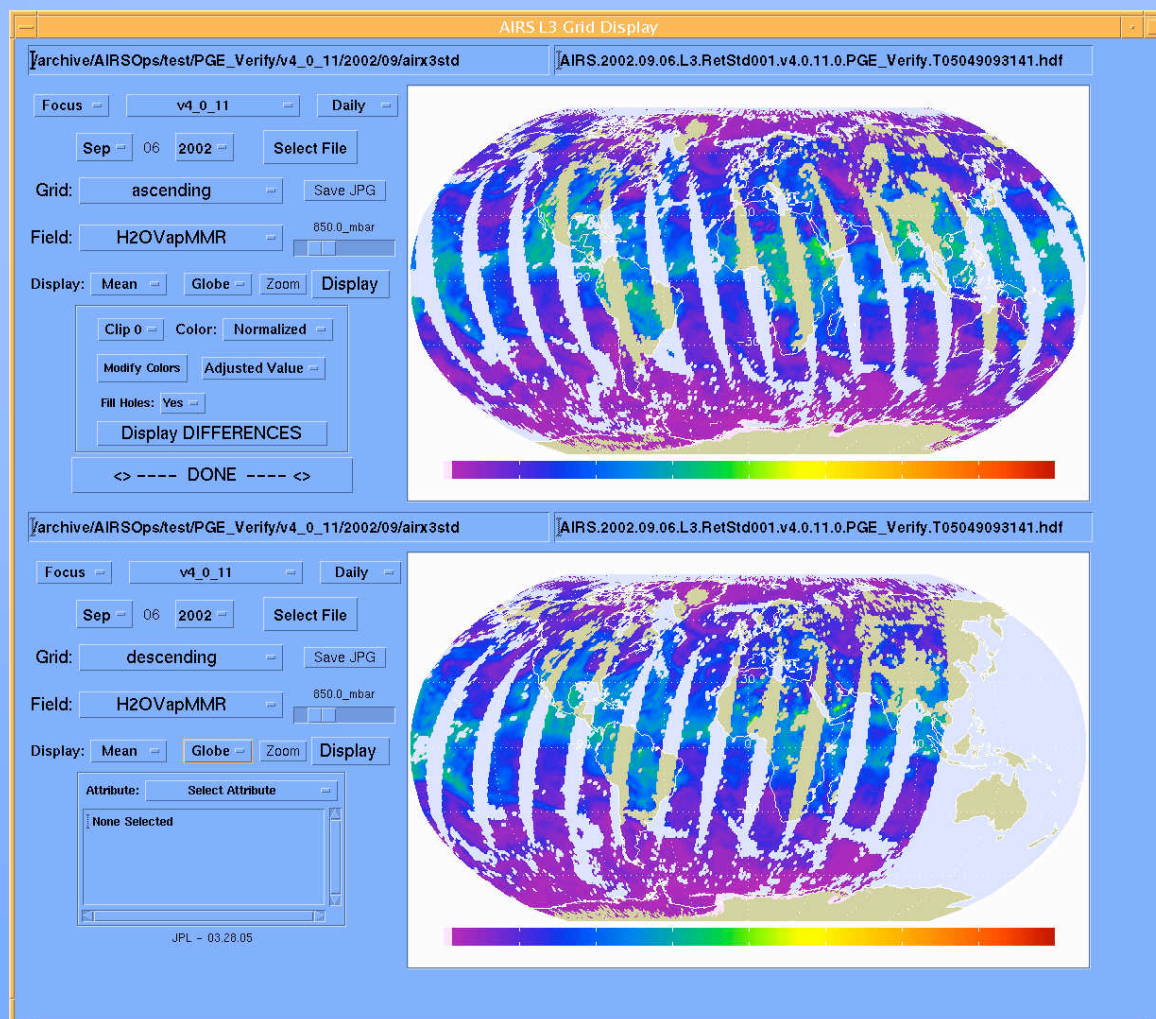 AIRS L3 Grid Display
/archive/AIRSOps/test/PGE_Verify/v4_0_11/2002/09/airx3std
AIRS.2002.09.06.L3.RetStd001.v4.0.11.0.PGE_Verify.T05049093141.hdf
Focus v4_0_11 Daily
Sep 06 2002 Select File
Grid: ascending Save JPG
Field: H2OVapMMR 850.0_mbar
Display: Mean Globe Zoom Display
Clip 0 Color: Normalized
Modify Colors Adjusted Value
Fill Holes: Yes
Display DIFFERENCES
<> ---- DONE ---- <>
-30
/archive/AIRSOps/test/PGE_Verify/v4_0_11/2002/09/airx3std
AIRS.2002.09.06.L3.RetStd001.v4.0.11.0.PGE_Verify.T05049093141.hdf
Focus v4_0_11 Daily
Sep 06 2002 Select File
Grid: descending Save JPG
Field: H2OVapMMR 850.0_mbar
Display: Mean Globe Zoom Display
Attribute: Select Attribute
None Selected
JPL - 03.28.05
30
0